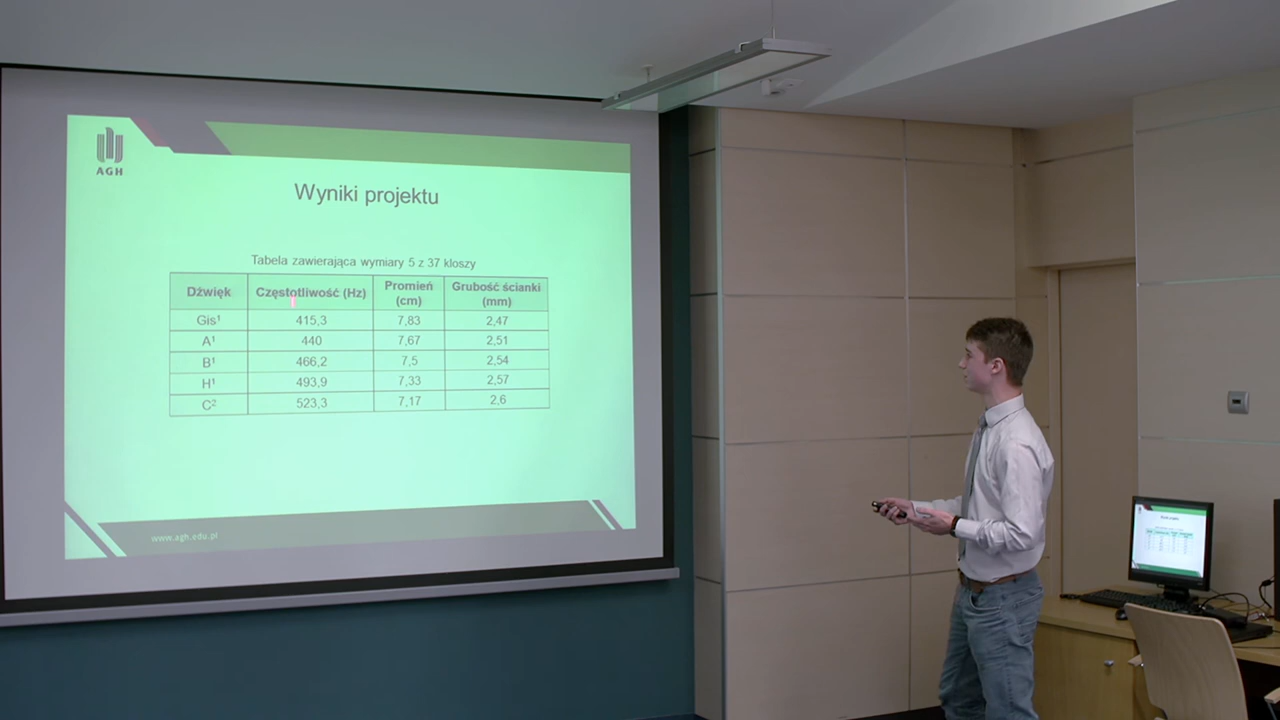 AGH
Wyniki projektu
Tabela zawierająca wymiary 5 z 37 kloszy
Dźwięk Częstotliwość (Hz) Promień (cm) Grubość ścianki (mm)
Gis¹ 415,3 7,83 2,47
A¹ 440 7,67 2,51
B¹ 466,2 7,5 2,54
H¹ 493,9 7,33 2,57
C² 523,3 7,17 2,6
www.agh.edu.pl